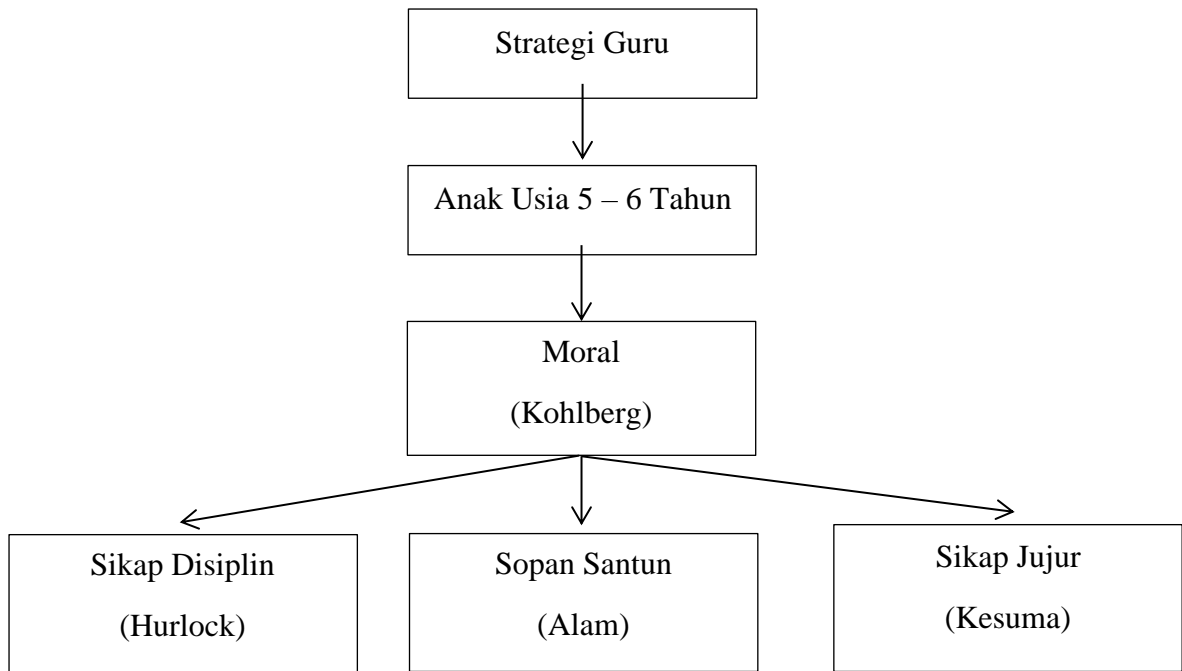 Strategi Guru
Anak Usia 5 – 6 Tahun
Moral
(Kohlberg)
Sikap Disiplin
(Hurlock)
Sopan Santun
(Alam)
Sikap Jujur
(Kesuma)